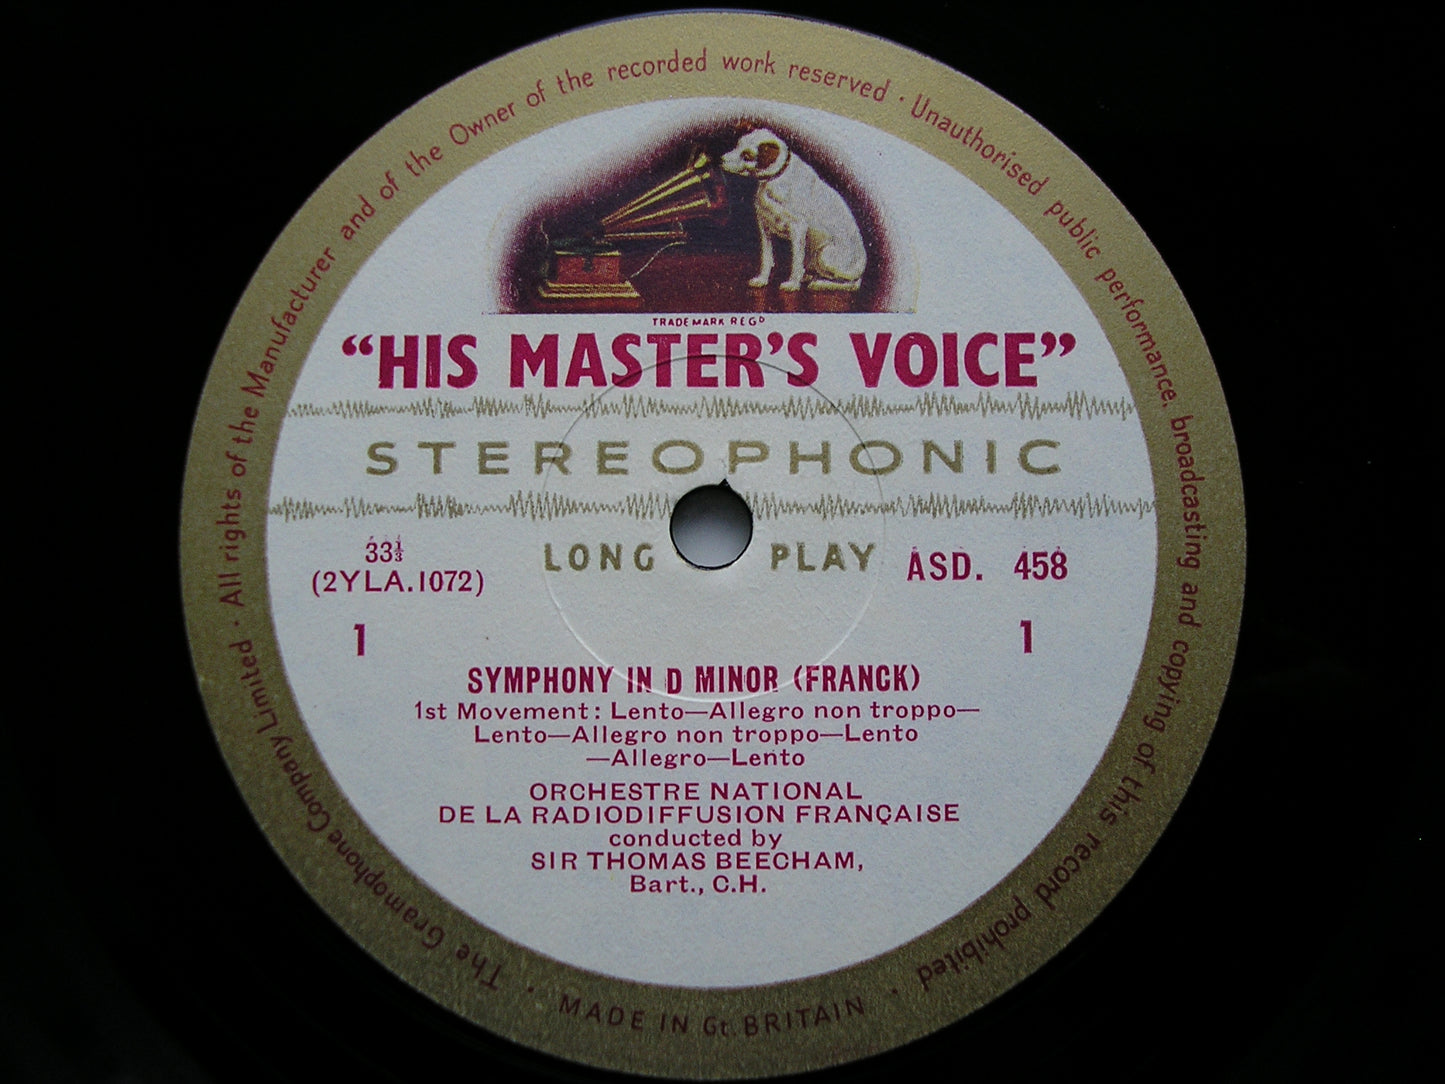 The Gramophone Company Limited · All rights of the Manufacturer and of the Owner of the recorded work reserved · Unauthorised public performance, broadcasting and copying of this record prohibited ·
TRADE MARK REGD
“HIS MASTER’S VOICE”
STEREOPHONIC
LONG PLAY
33⅓
(2YLA.1072)
ASD. 458
1
1
SYMPHONY IN D MINOR (FRANCK)
1st Movement: Lento—Allegro non troppo—
Lento—Allegro non troppo—Lento
—Allegro—Lento
ORCHESTRE NATIONAL
DE LA RADIODIFFUSION FRANÇAISE
conducted by
SIR THOMAS BEECHAM,
Bart., C.H.
· MADE IN Gt. BRITAIN